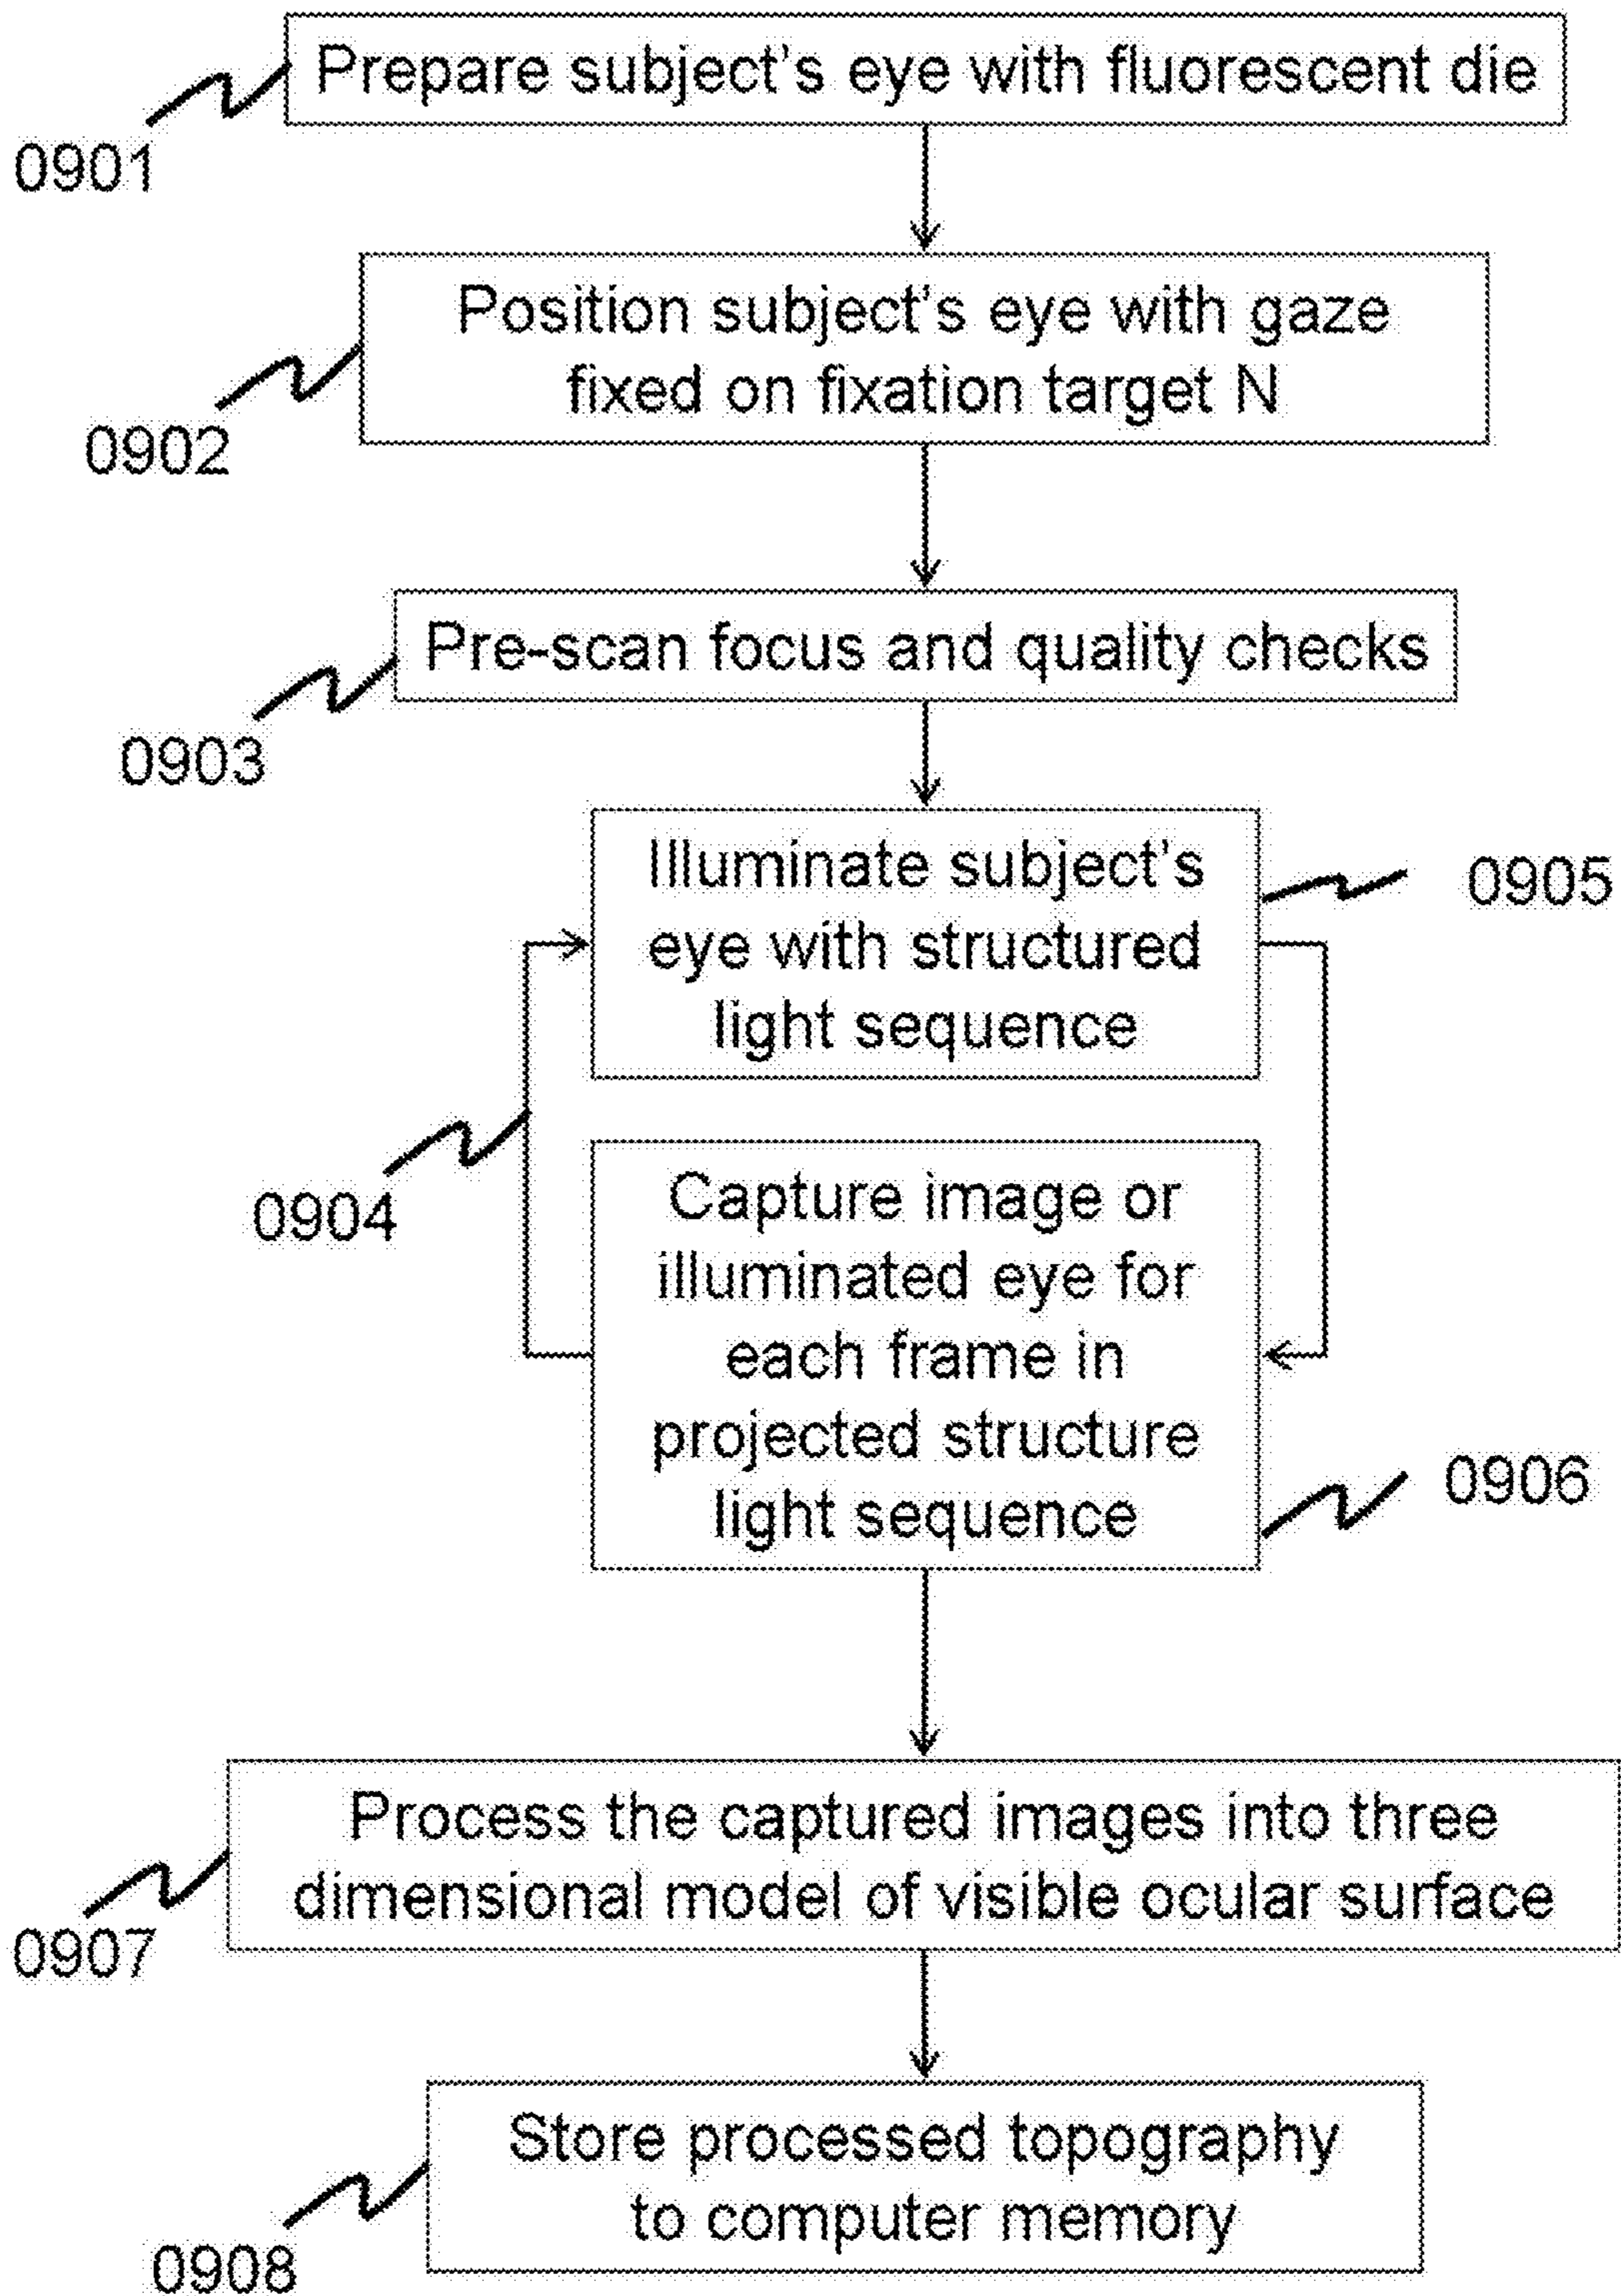 Prepare subject's eye with fluorescent die
0901
Position subject's eye with gaze
fixed on fixation target N
0902
Pre-scan focus and quality checks
0903
Illuminate subject's
eye with structured
light sequence
0905
0904
Capture image or
illuminated eye for
each frame in
projected structure
light sequence
0906
Process the captured images into three
dimensional model of visible ocular surface
0907
Store processed topography
to computer memory
0908